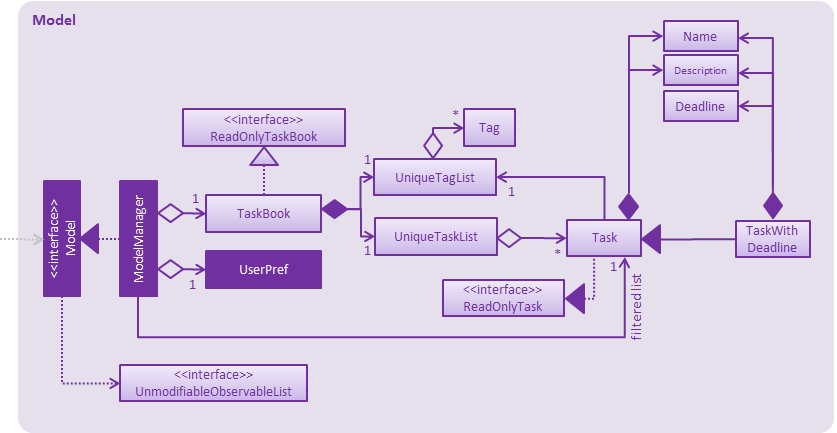 Model
Name
Description
Deadline
<<interface>>
ReadOnlyTaskBook
*
Tag
1
UniqueTagList
1
<<interface>>
Model
ModelManager
1
TaskBook
1
UniqueTaskList
*
Task
1
TaskWith
Deadline
1
UserPref
<<interface>>
ReadOnlyTask
filtered list
<<interface>>
UnmodifiableObservableList